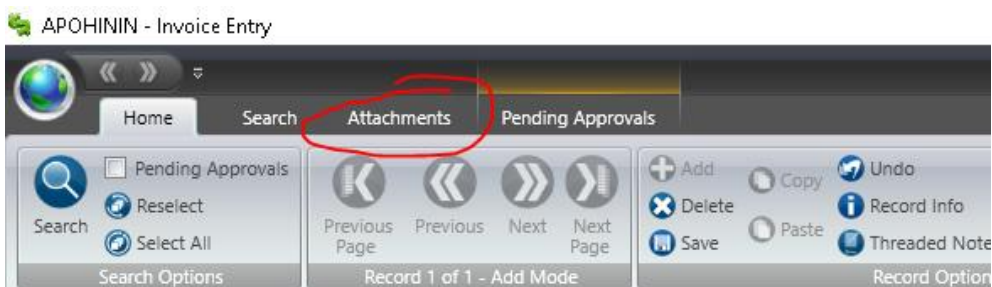 APOHININ - Invoice Entry
Home Search Attachments Pending Approvals
Pending Approvals
Reselect
Select All
Search
Search Options
Previous Page
Previous
Next
Next Page
Record 1 of 1 - Add Mode
Add
Delete
Save
Copy
Paste
Undo
Record Info
Threaded Note
Record Option